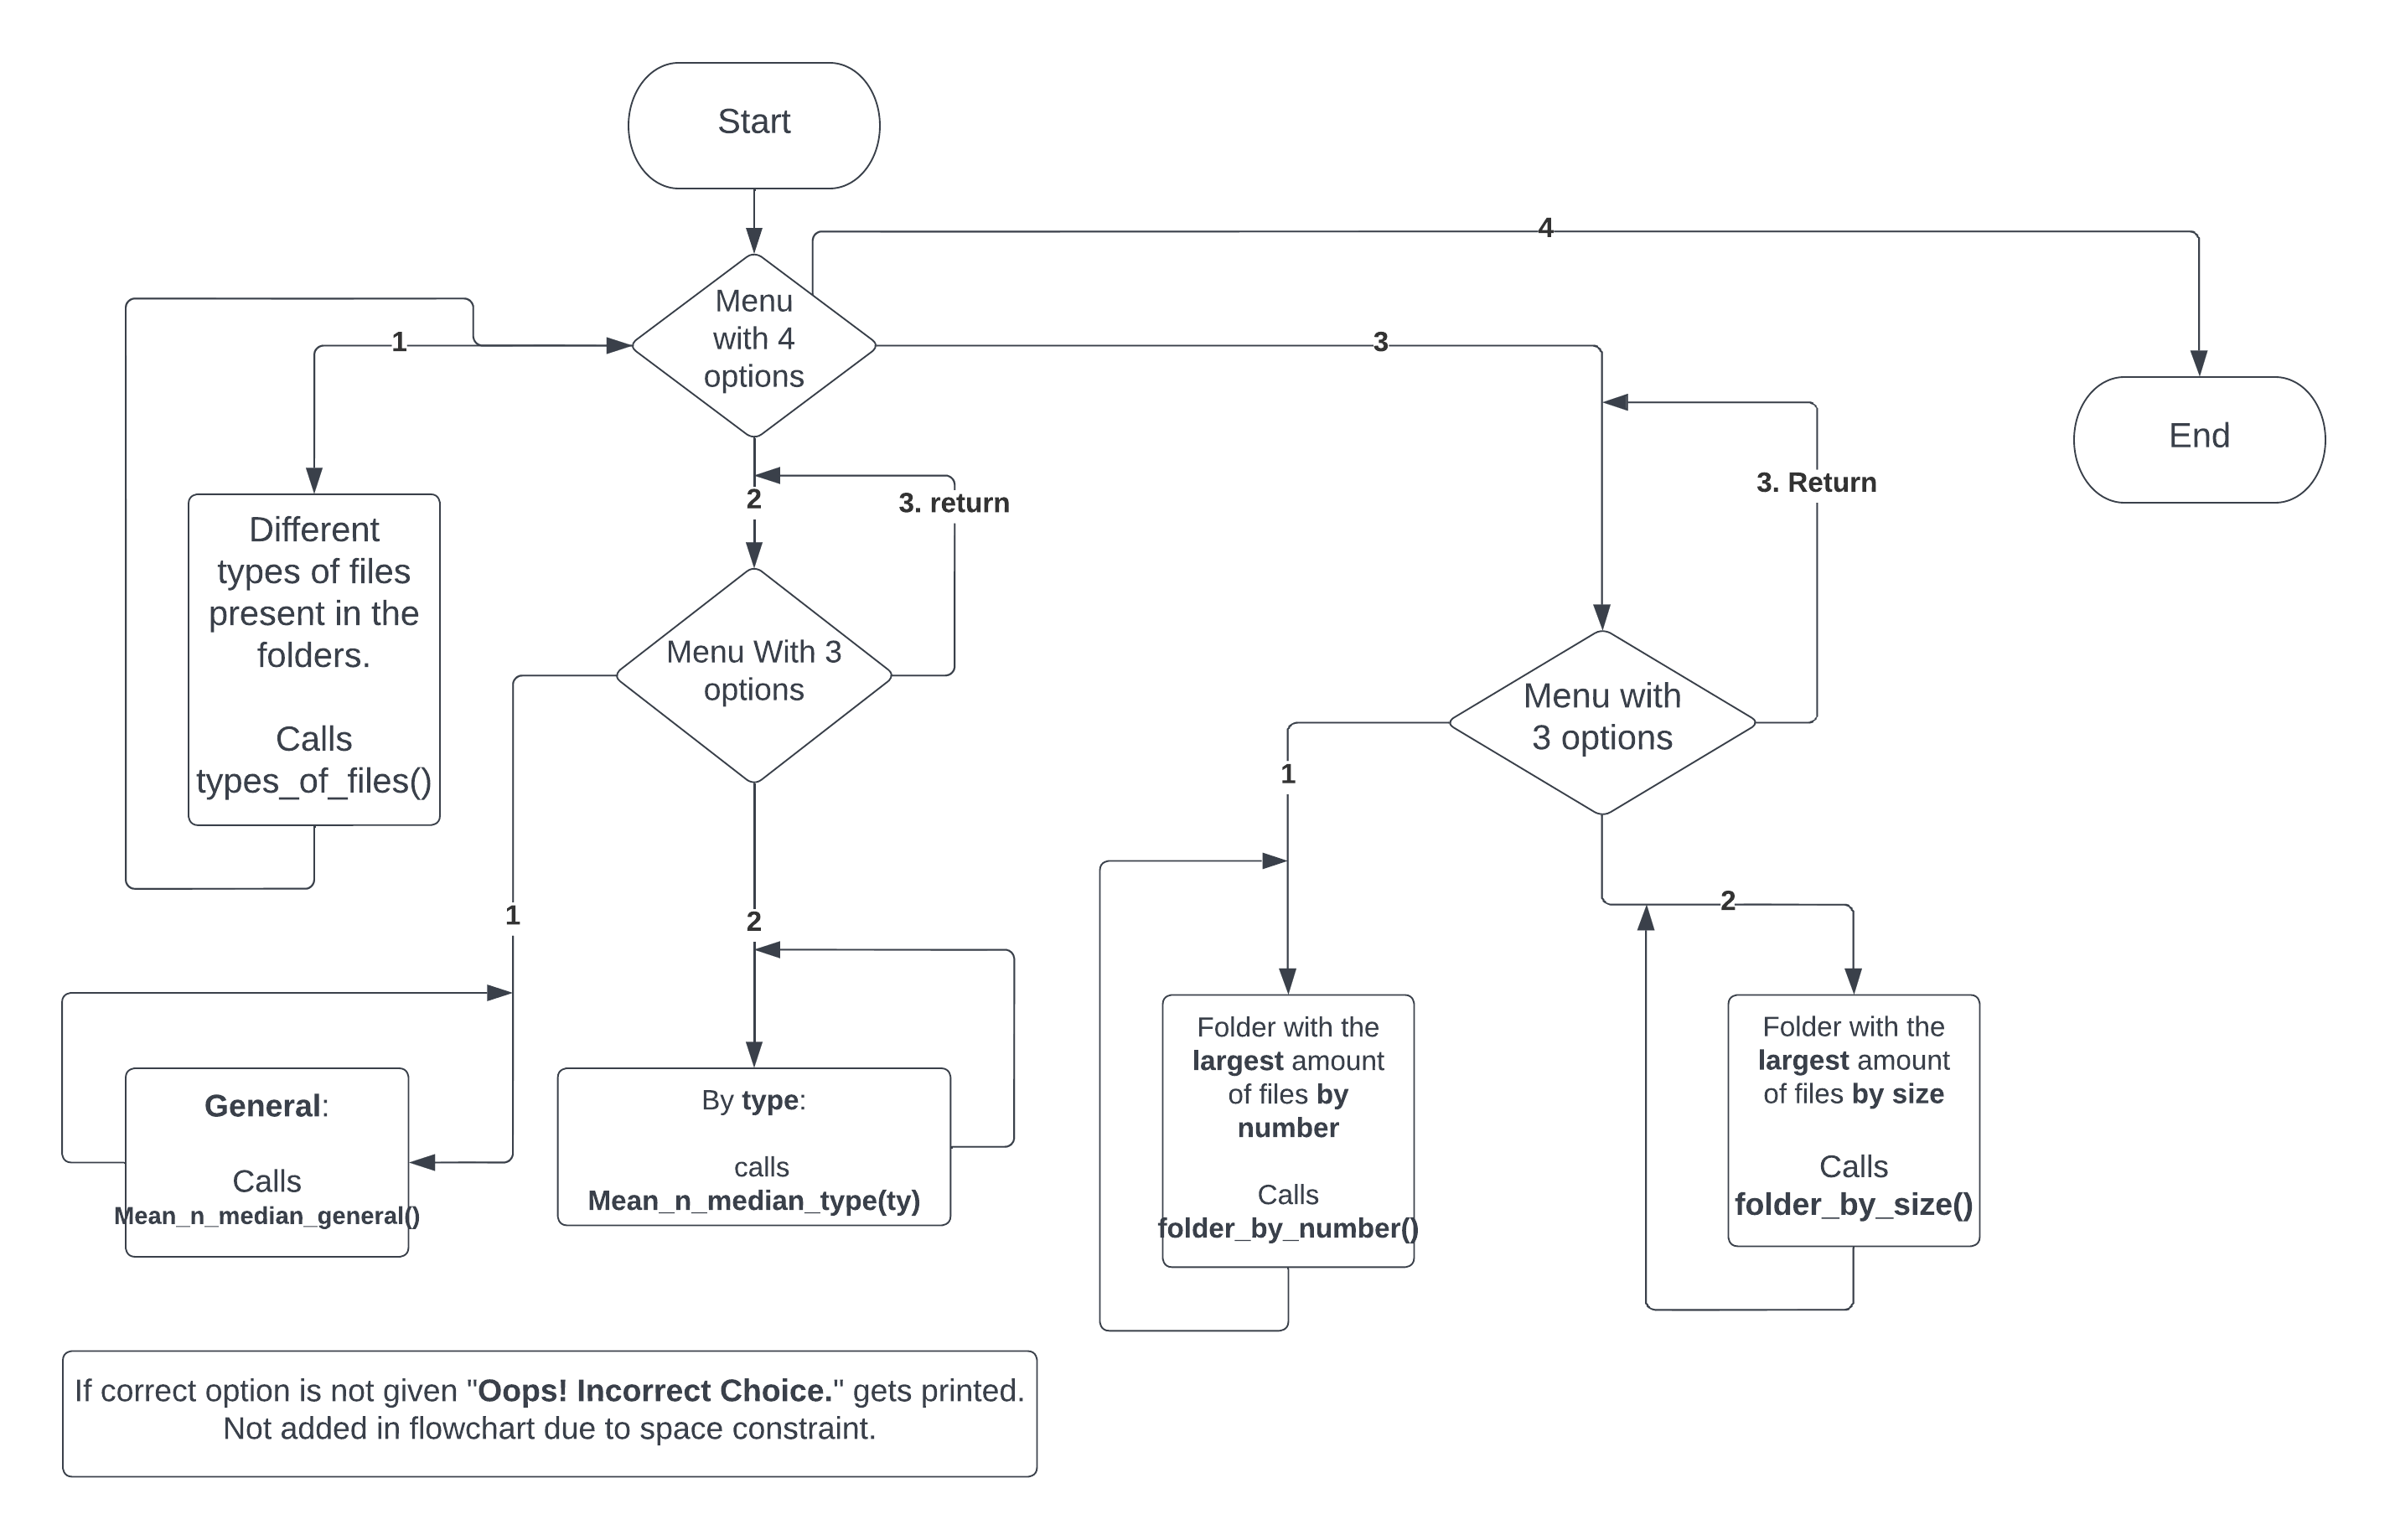 Start
4
Menu
with 4
options
1
3
End
2
3. return
3. Return
Different
types of files
present in the
folders.
Calls
types_of_files()
Menu With 3
options
Menu with
3 options
1
2
1
2
General:
Calls
Mean_n_median_general()
By type:
calls
Mean_n_median_type(ty)
Folder with the
largest amount
of files by
number
Calls
folder_by_number()
Folder with the
largest amount
of files by size
Calls
folder_by_size()
If correct option is not given "Oops! Incorrect Choice." gets printed.
Not added in flowchart due to space constraint.